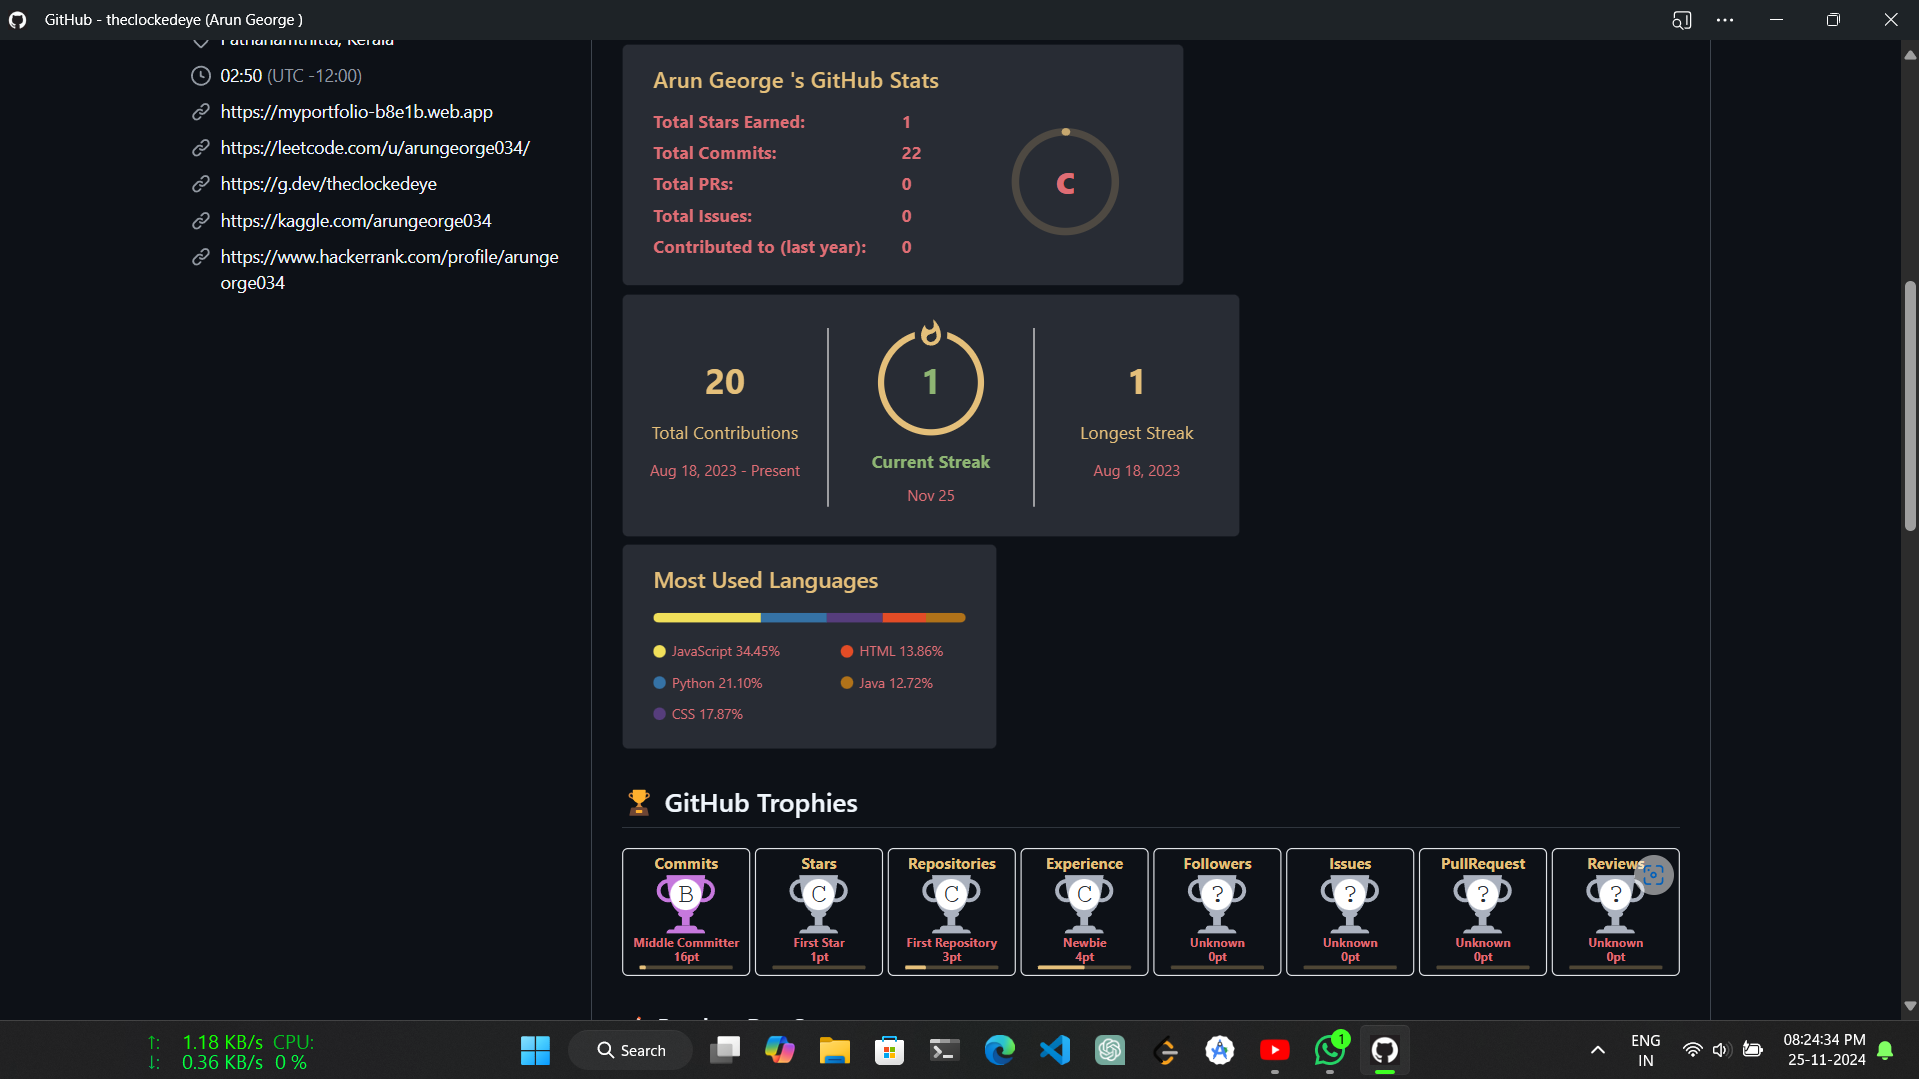 GitHub - theclockedeye (Arun George )
Pathanamthitta, Kerala
02:50 (UTC -12:00)
https://myportfolio-b8e1b.web.app
https://leetcode.com/u/arungeorge034/
https://g.dev/theclockedeye
https://kaggle.com/arungeorge034
https://www.hackerrank.com/profile/arunge
orge034
Arun George 's GitHub Stats
Total Stars Earned: 1
Total Commits: 22
Total PRs: 0
Total Issues: 0
Contributed to (last year): 0
C
20
Total Contributions
Aug 18, 2023 - Present
1
Current Streak
Nov 25
1
Longest Streak
Aug 18, 2023
Most Used Languages
JavaScript 34.45%
HTML 13.86%
Python 21.10%
Java 12.72%
CSS 17.87%
GitHub Trophies
Commits
B
Middle Committer
16pt
Stars
C
First Star
1pt
Repositories
C
First Repository
3pt
Experience
C
Newbie
4pt
Followers
?
Unknown
0pt
Issues
?
Unknown
0pt
PullRequest
?
Unknown
0pt
Reviews
?
Unknown
0pt
↑: 1.18 KB/s CPU:
↓: 0.36 KB/s 0 %
Search
1
ENG
IN
08:24:34 PM
25-11-2024